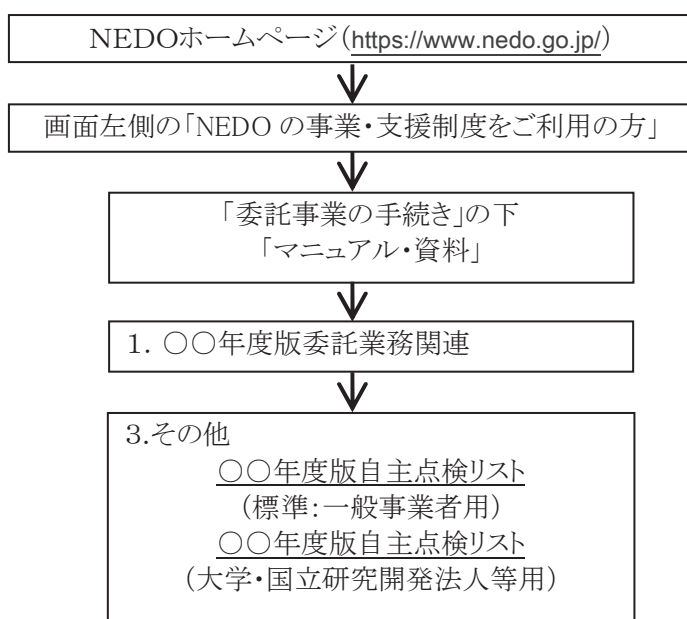 NEDOホームページ（https://www.nedo.go.jp/）
画面左側の「NEDO の事業・支援制度をご利用の方」
「委託事業の手続き」の下
「マニュアル・資料」
1. ○○年度版委託業務関連
3.その他
○○年度版自主点検リスト
（標準：一般事業者用）
○○年度版自主点検リスト
（大学・国立研究開発法人等用）